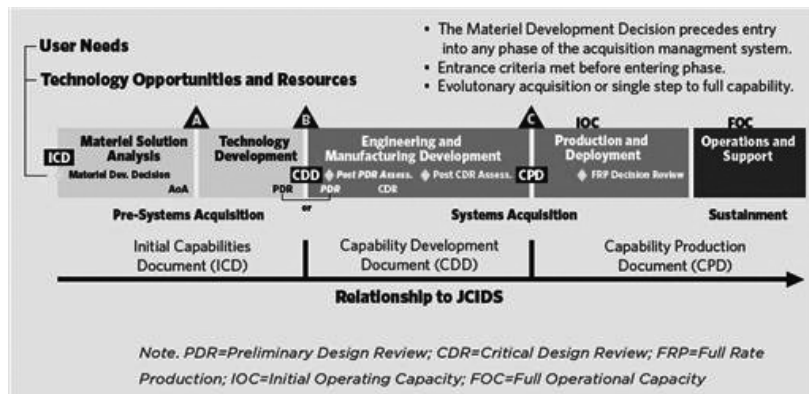 User Needs
Technology Opportunities and Resources
• The Materiel Development Decision precedes entry
into any phase of the acquisition managment system.
• Entrance criteria met before entering phase.
• Evolutonary acquisition or single step to full capability.
A
B
C
IOC
FOC
ICD
Materiel Solution
Analysis
Materiel Dev. Decision
AoA
Technology
Development
PDR
CDD
Engineering and
Manufacturing Development
Post PDR Assess.
Post CDR Assess.
PDR
CDR
CPD
Production and
Deployment
FRP Decision Review
Operations and
Support
or
Pre-Systems Acquisition
Systems Acquisition
Sustainment
Initial Capabilities
Document (ICD)
Capability Development
Document (CDD)
Capability Production
Document (CPD)
Relationship to JCIDS
Note. PDR=Preliminary Design Review; CDR=Critical Design Review; FRP=Full Rate
Production; IOC=Initial Operating Capacity; FOC=Full Operational Capacity